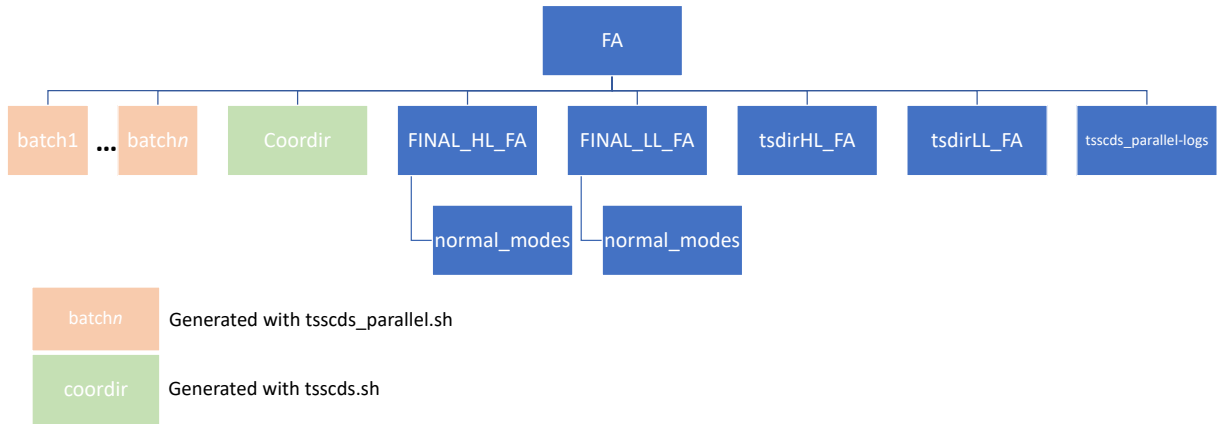 FA
batch1
...
batchn
Coordir
FINAL_HL_FA
FINAL_LL_FA
tsdirHL_FA
tsdirLL_FA
tsscds_parallel-logs
normal_modes
normal_modes
batchn
Generated with tsscds_parallel.sh
coordir
Generated with tsscds.sh